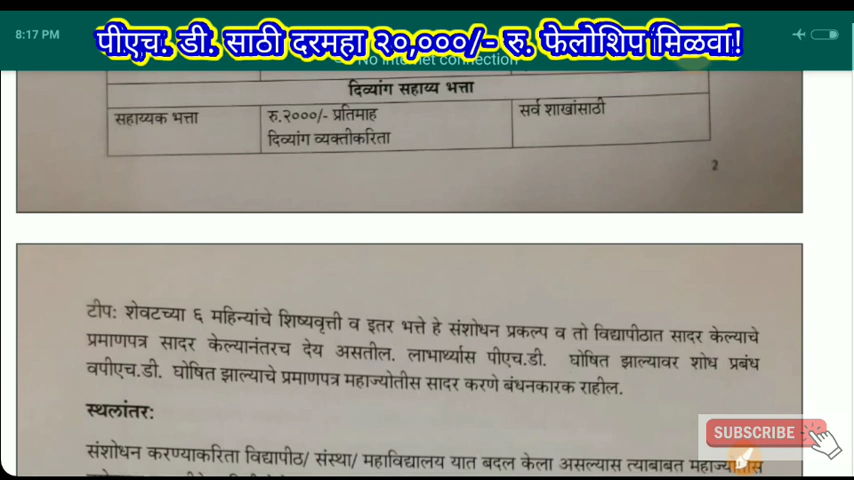 8:17 PM
पीएच. डी. साठी दरमहा २०,०००/- रु. फेलोशिप मिळवा!
No internet connection
दिव्यांग सहाय्य भत्ता
सहाय्यक भत्ता
रु.२०००/- प्रतिमाह
दिव्यांग व्यक्तीकरिता
सर्व शाखांसाठी
2
टीप: शेवटच्या ६ महिन्यांचे शिष्यवृत्ती व इतर भत्ते हे संशोधन प्रकल्प व तो विद्यापीठात सादर केल्याचे
प्रमाणपत्र सादर केल्यानंतरच देय असतील. लाभार्थ्यास पीएच.डी. घोषित झाल्यावर शोध प्रबंध
वपीएच.डी. घोषित झाल्याचे प्रमाणपत्र महाज्योतीस सादर करणे बंधनकारक राहील.
स्थलांतर:
SUBSCRIBE
संशोधन करण्याकरिता विद्यापीठ/ संस्था/ महाविद्यालय यात बदल केला असल्यास त्याबाबत महाज्योतीस